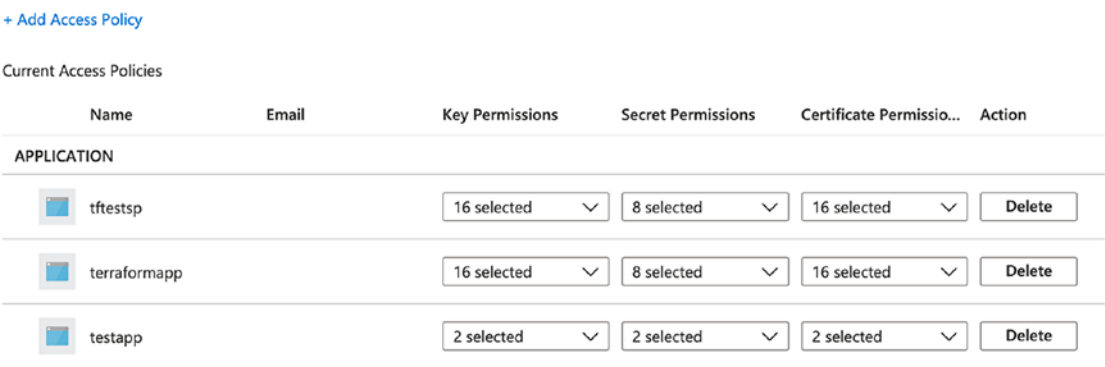 + Add Access Policy
Current Access Policies
Name Email Key Permissions Secret Permissions Certificate Permissio... Action
APPLICATION
tftestsp 16 selected 8 selected 16 selected Delete
terraformapp 16 selected 8 selected 16 selected Delete
testapp 2 selected 2 selected 2 selected Delete